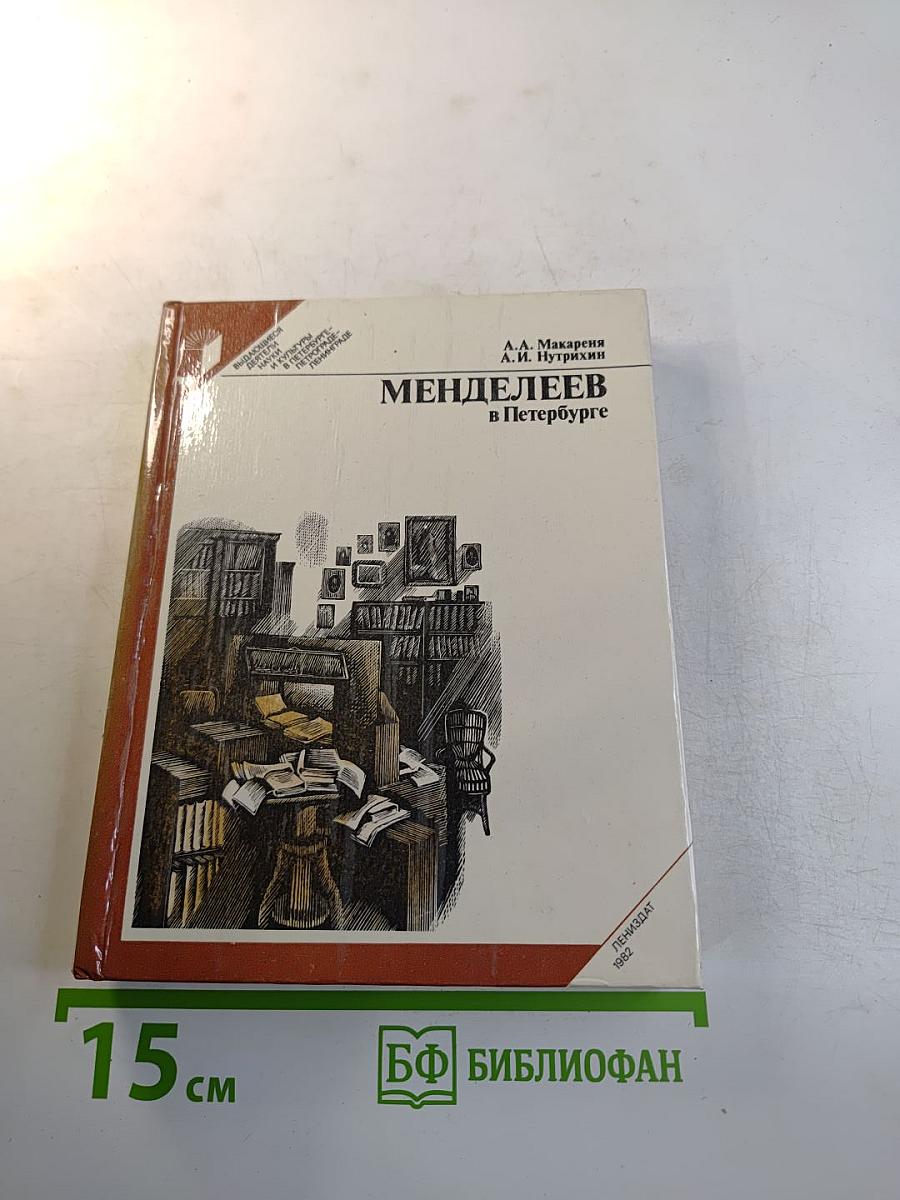 ВЫДАЮЩИЕСЯ
ДЕЯТЕЛИ
НАУКИ
И КУЛЬТУРЫ
В ПЕТЕРБУРГЕ–
ПЕТРОГРАДЕ–
ЛЕНИНГРАДЕ
А.А. Макареня
А.И. Нутрихин
МЕНДЕЛЕЕВ
в Петербурге
ЛЕНИЗДАТ
1982
15 см
БФ БИБЛИОФАН